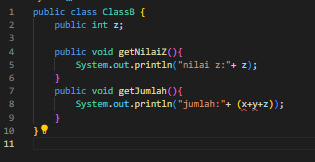 1 public class ClassB {
2 public int z;
3
4 public void getNilaiZ(){
5 System.out.println("nilai z:"+ z);
6 }
7 public void getJumlah(){
8 System.out.println("jumlah:"+ (x+y+z));
9 }
10 }
11